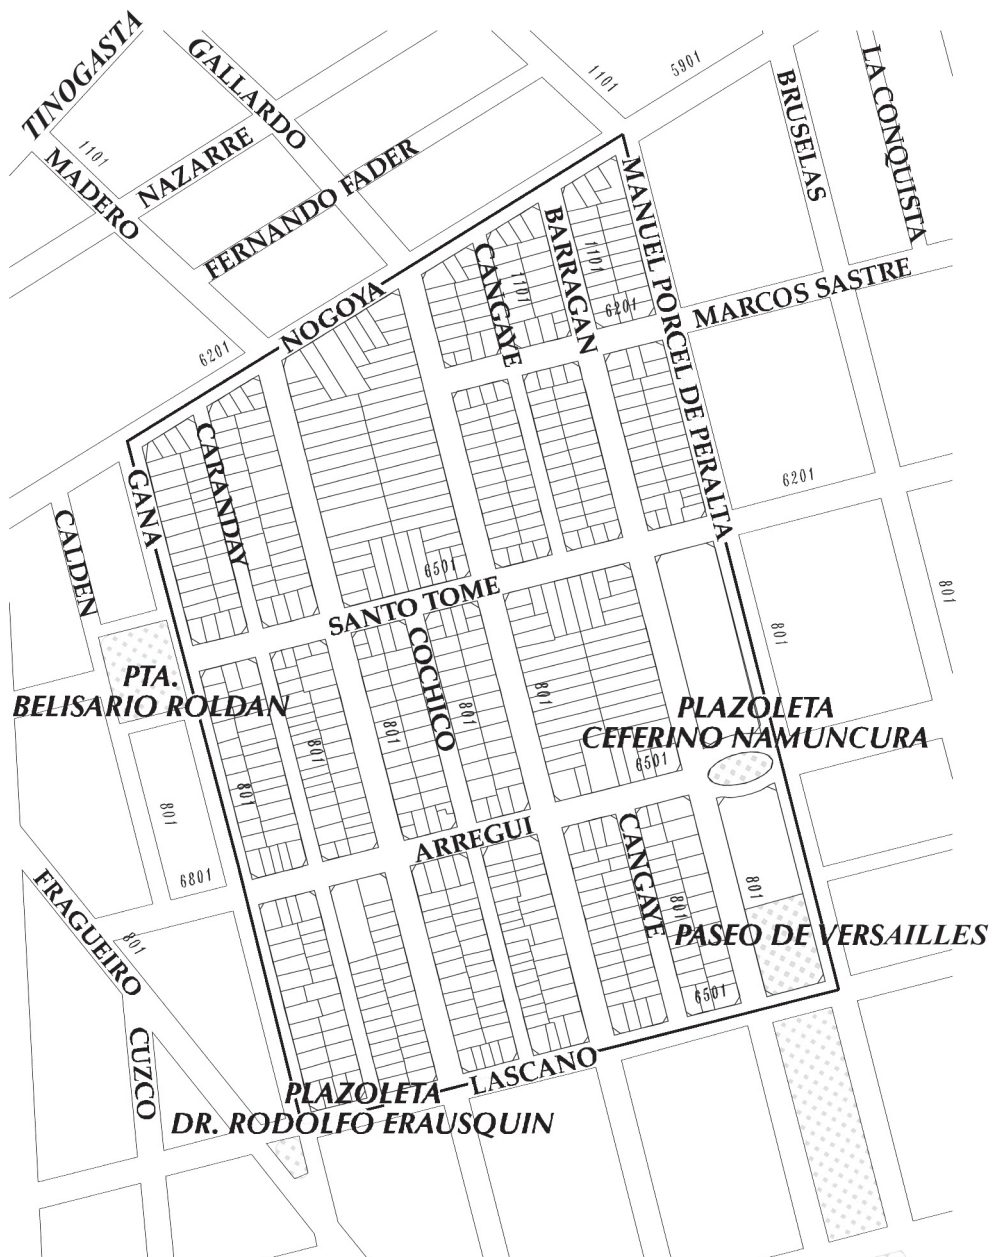 TINOGASTA
GALLARDO
1101
5901
1101
MADERO
NAZARRE
FERNANDO FADER
BRUSELAS
LA CONQUISTA
MANUEL PORCEL DE PERALTA
BARRAGAN
1101
CANGAYE
1101
6201
MARCOS SASTRE
NOGOYA
6201
CARANDAY
GANA
6201
CALDEN
6501
SANTO TOME
801
801
COCHICO
PTA.
BELISARIO ROLDAN
801
801
801
801
PLAZOLETA
CEFERINO NAMUNCURA
6501
801
801
ARREGUI
CANGAYE
6801
FRAGUEIRO
801
801
801
PASEO DE VERSAILLES
6501
CUZCO
LASCANO
PLAZOLETA
DR. RODOLFO ERAUSQUIN